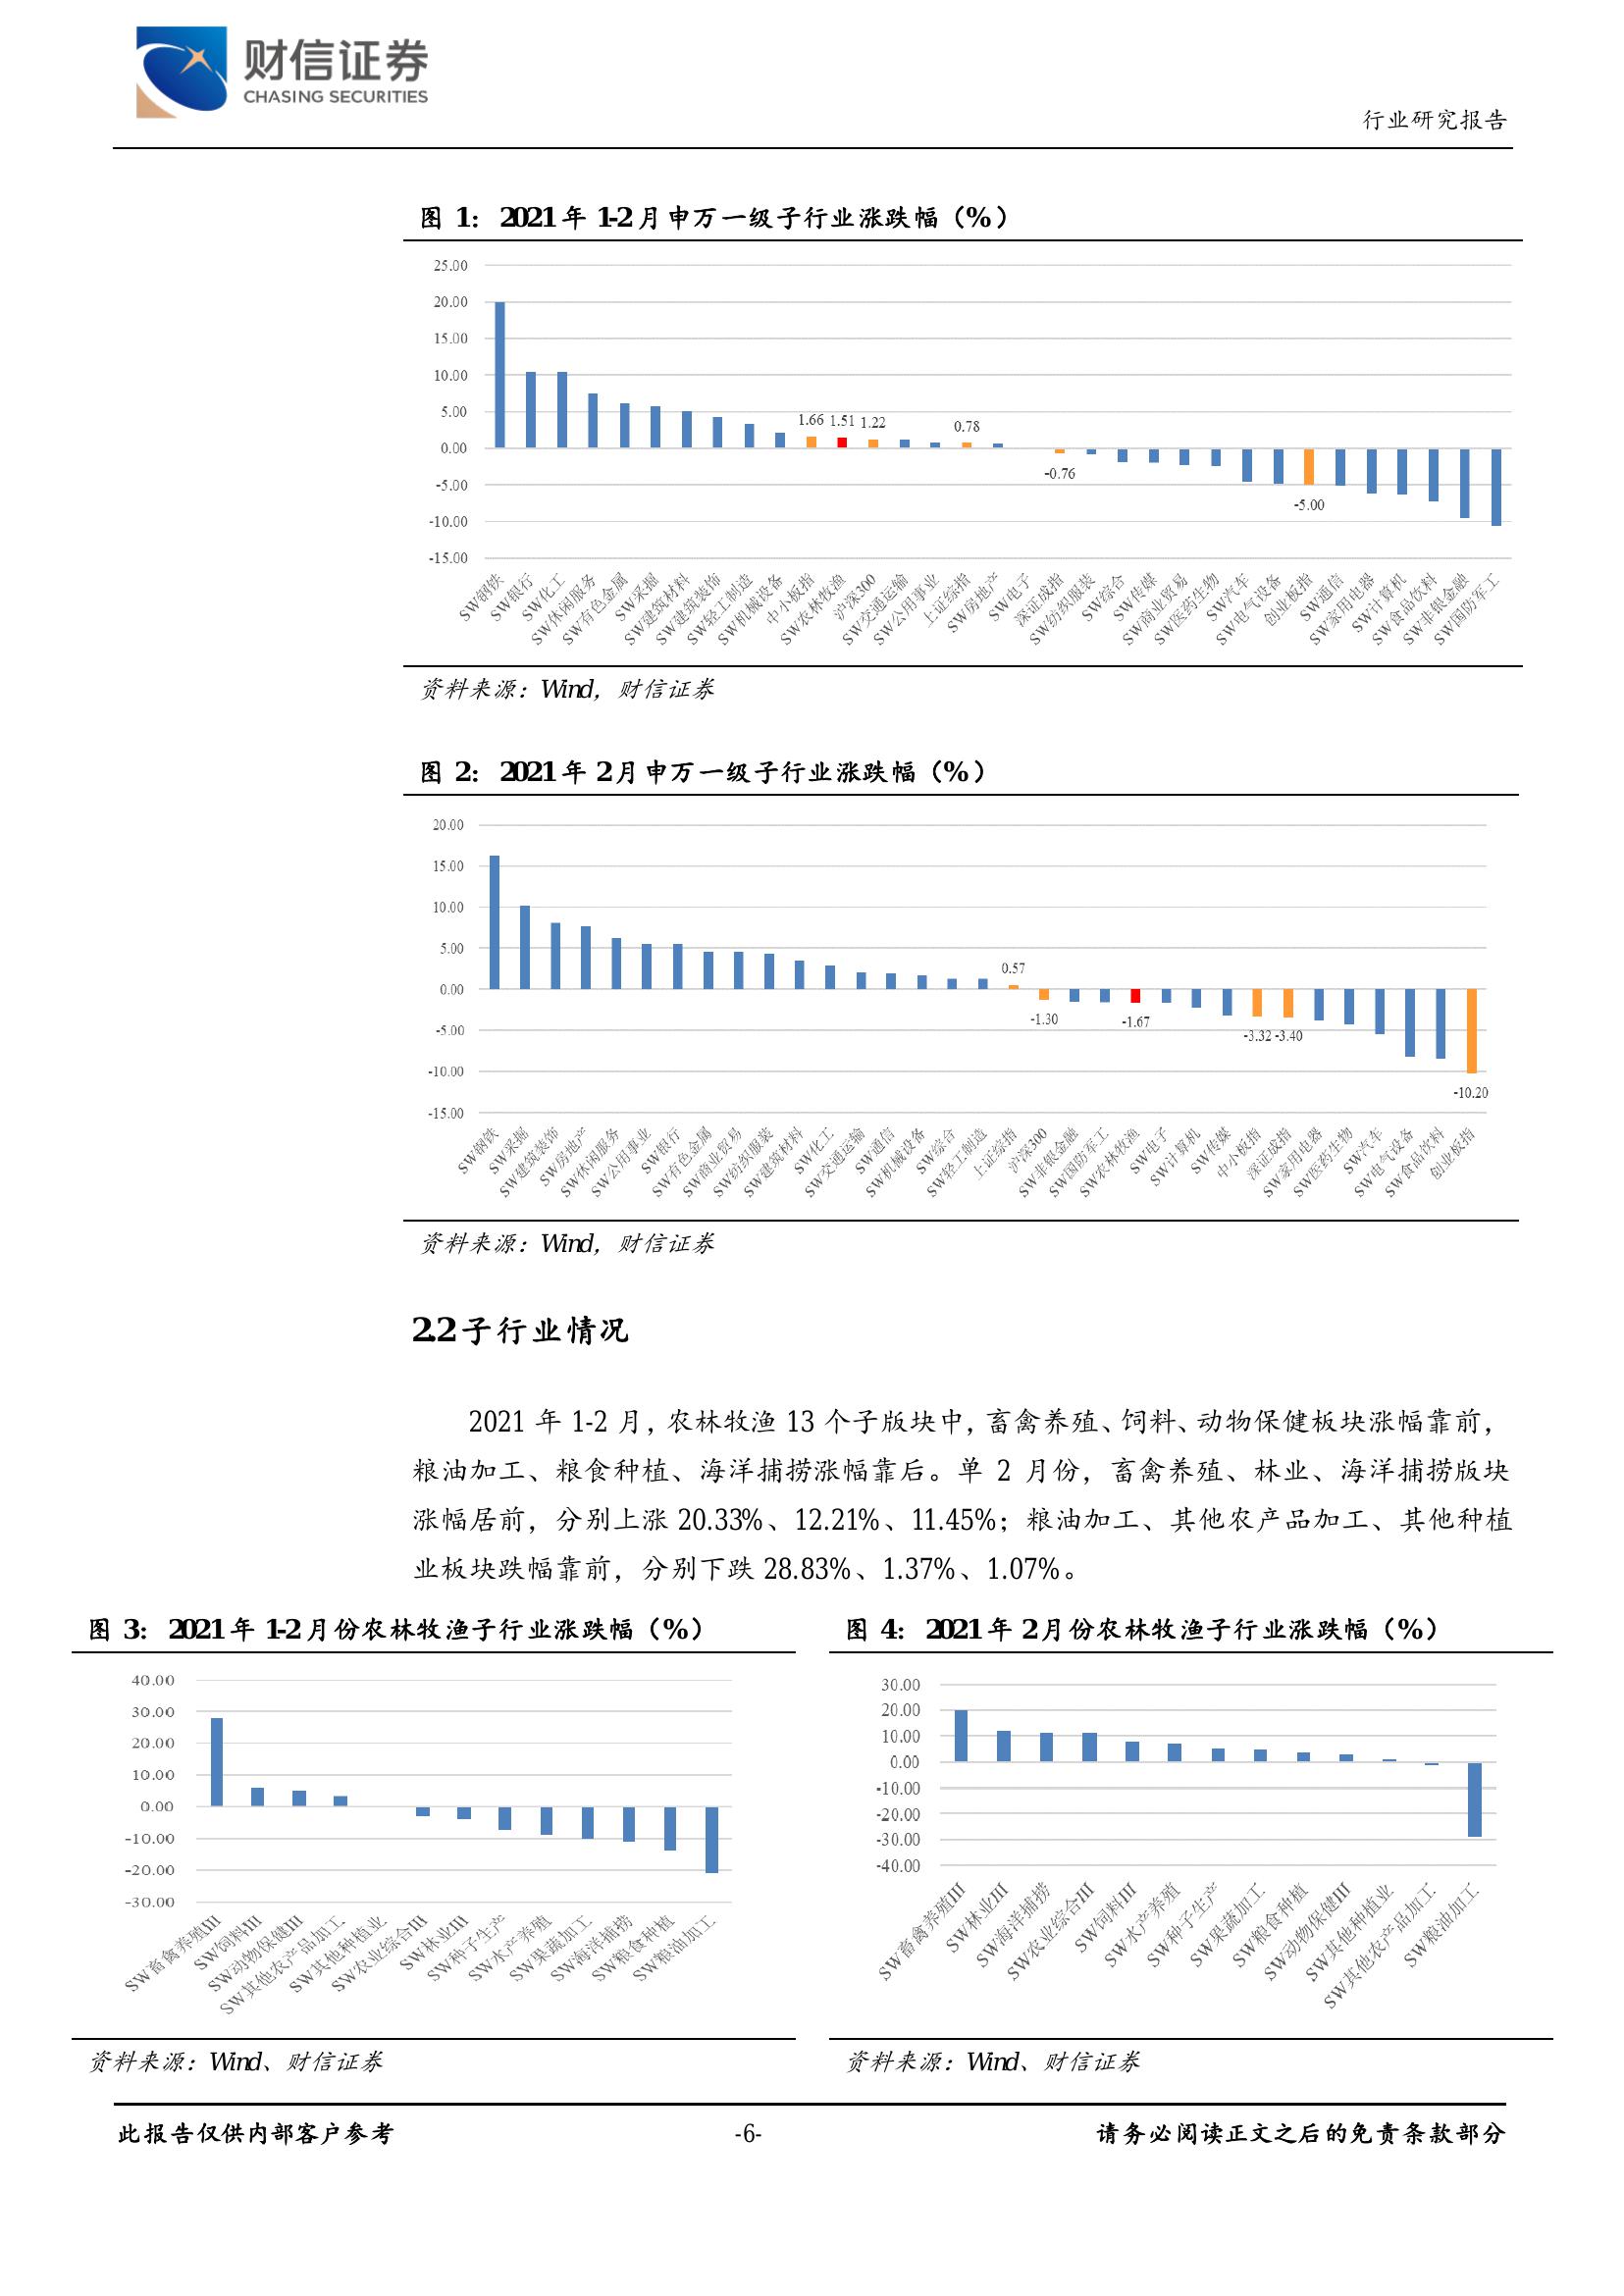 财信证券
CHASING SECURITIES
行业研究报告
图 1: 2021 年 1-2 月申万一级子行业涨跌幅（%）
25.00
20.00
15.00
10.00
5.00
0.00
-5.00
-10.00
-15.00
1.66 1.51 1.22
0.78
-0.76
-5.00
SW钢铁
SW银行
SW化工
SW休闲服务
SW有色金属
SW采掘
SW建筑材料
SW建筑装饰
SW轻工制造
SW机械设备
中小板指
SW农林牧渔
沪深300
SW交通运输
SW公用事业
上证综指
SW房地产
SW电子
深证成指
SW纺织服装
SW综合
SW传媒
SW商业贸易
SW医药生物
SW汽车
SW电气设备
创业板指
SW通信
SW家用电器
SW计算机
SW食品饮料
SW非银金融
SW国防军工
资料来源：Wind，财信证券
图 2: 2021 年 2 月申万一级子行业涨跌幅（%）
20.00
15.00
10.00
5.00
0.00
-5.00
-10.00
-15.00
0.57
-1.30
-1.67
-3.32 -3.40
-10.20
SW钢铁
SW采掘
SW建筑装饰
SW房地产
SW休闲服务
SW公用事业
SW银行
SW有色金属
SW商业贸易
SW纺织服装
SW建筑材料
SW化工
SW交通运输
SW通信
SW机械设备
SW综合
SW轻工制造
上证综指
沪深300
SW非银金融
SW国防军工
SW农林牧渔
SW电子
SW计算机
SW传媒
中小板指
深证成指
SW家用电器
SW医药生物
SW汽车
SW电气设备
SW食品饮料
创业板指
资料来源：Wind，财信证券
2.2 子行业情况
2021 年 1-2 月，农林牧渔 13 个子版块中，畜禽养殖、饲料、动物保健板块涨幅靠前，
粮油加工、粮食种植、海洋捕捞涨幅靠后。单 2 月份，畜禽养殖、林业、海洋捕捞版块
涨幅居前，分别上涨 20.33%、12.21%、11.45%；粮油加工、其他农产品加工、其他种植
业板块跌幅靠前，分别下跌 28.83%、1.37%、1.07%。
图 3: 2021 年 1-2 月份农林牧渔子行业涨跌幅（%）
40.00
30.00
20.00
10.00
0.00
-10.00
-20.00
-30.00
SW畜禽养殖III
SW饲料III
SW动物保健III
SW其他农产品加工
SW其他种植业
SW农业综合III
SW林业III
SW种子生产
SW水产养殖
SW果蔬加工
SW海洋捕捞
SW粮食种植
SW粮油加工
资料来源：Wind、财信证券
图 4: 2021 年 2 月份农林牧渔子行业涨跌幅（%）
30.00
20.00
10.00
0.00
-10.00
-20.00
-30.00
-40.00
SW畜禽养殖III
SW林业III
SW海洋捕捞
SW农业综合III
SW饲料III
SW水产养殖
SW种子生产
SW果蔬加工
SW粮食种植
SW动物保健III
SW其他种植业
SW其他农产品加工
SW粮油加工
资料来源：Wind、财信证券
此报告仅供内部客户参考
-6-
请务必阅读正文之后的免责条款部分